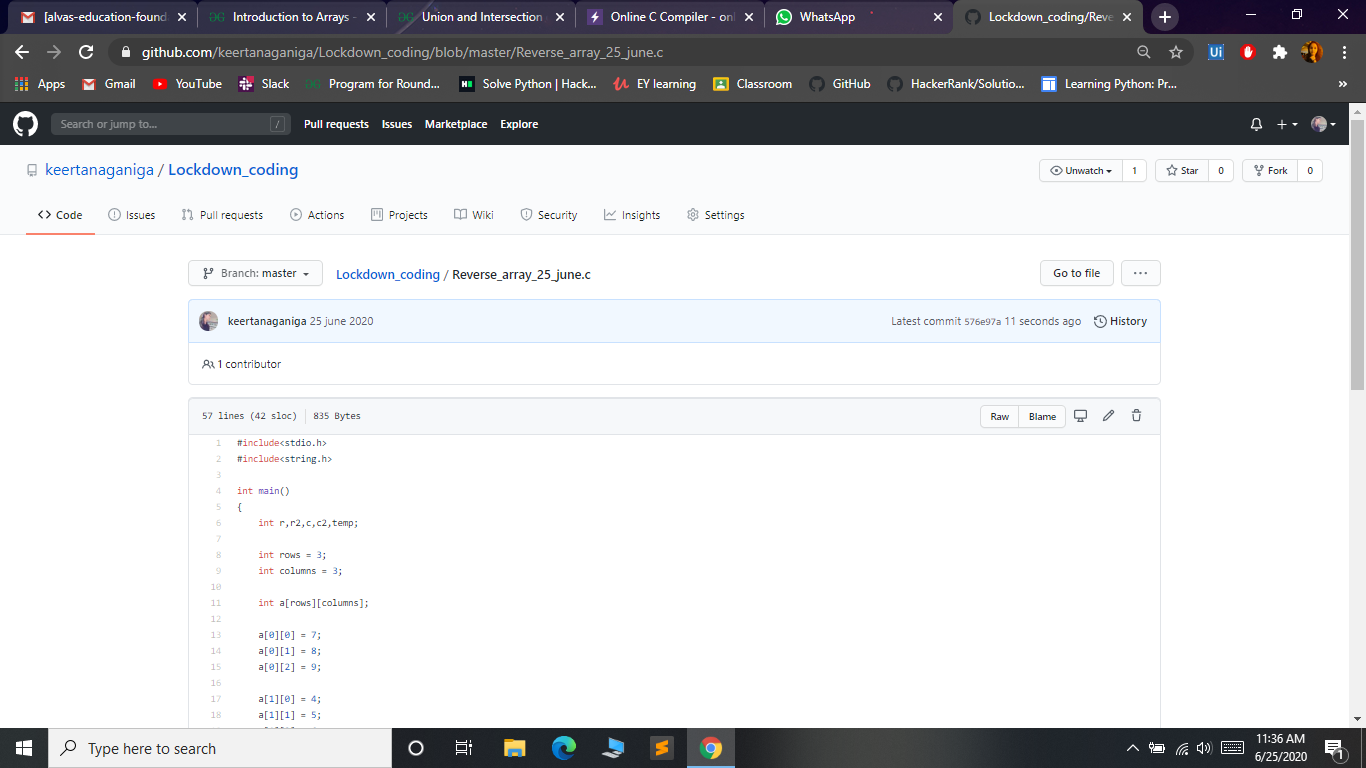 [alvas-education-found
Introduction to Arrays -
Union and Intersection
Online C Compiler - onl
WhatsApp
Lockdown_coding/Reve
github.com/keertanaganiga/Lockdown_coding/blob/master/Reverse_array_25_june.c
Apps Gmail YouTube Slack Program for Round... Solve Python | Hack... EY learning Classroom GitHub HackerRank/Solutio... Learning Python: Pr... »
Search or jump to... / Pull requests Issues Marketplace Explore
keertanaganiga / Lockdown_coding
Unwatch 1 Star 0 Fork 0
<> Code Issues Pull requests Actions Projects Wiki Security Insights Settings
Branch: master Lockdown_coding / Reverse_array_25_june.c Go to file ...
keertanaganiga 25 june 2020 Latest commit 576e97a 11 seconds ago History
1 contributor
57 lines (42 sloc) 835 Bytes Raw Blame
1 #include<stdio.h>
2 #include<string.h>
3
4 int main()
5 {
6 int r,r2,c,c2,temp;
7
8 int rows = 3;
9 int columns = 3;
10
11 int a[rows][columns];
12
13 a[0][0] = 7;
14 a[0][1] = 8;
15 a[0][2] = 9;
16
17 a[1][0] = 4;
18 a[1][1] = 5;
Type here to search
11:36 AM
6/25/2020
1